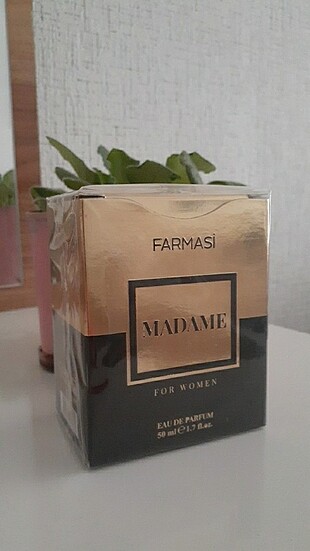 FARMASİ
MADAME
FOR WOMEN
EAU DE PARFUM
50 ml ℮ 1.7 fl.oz.